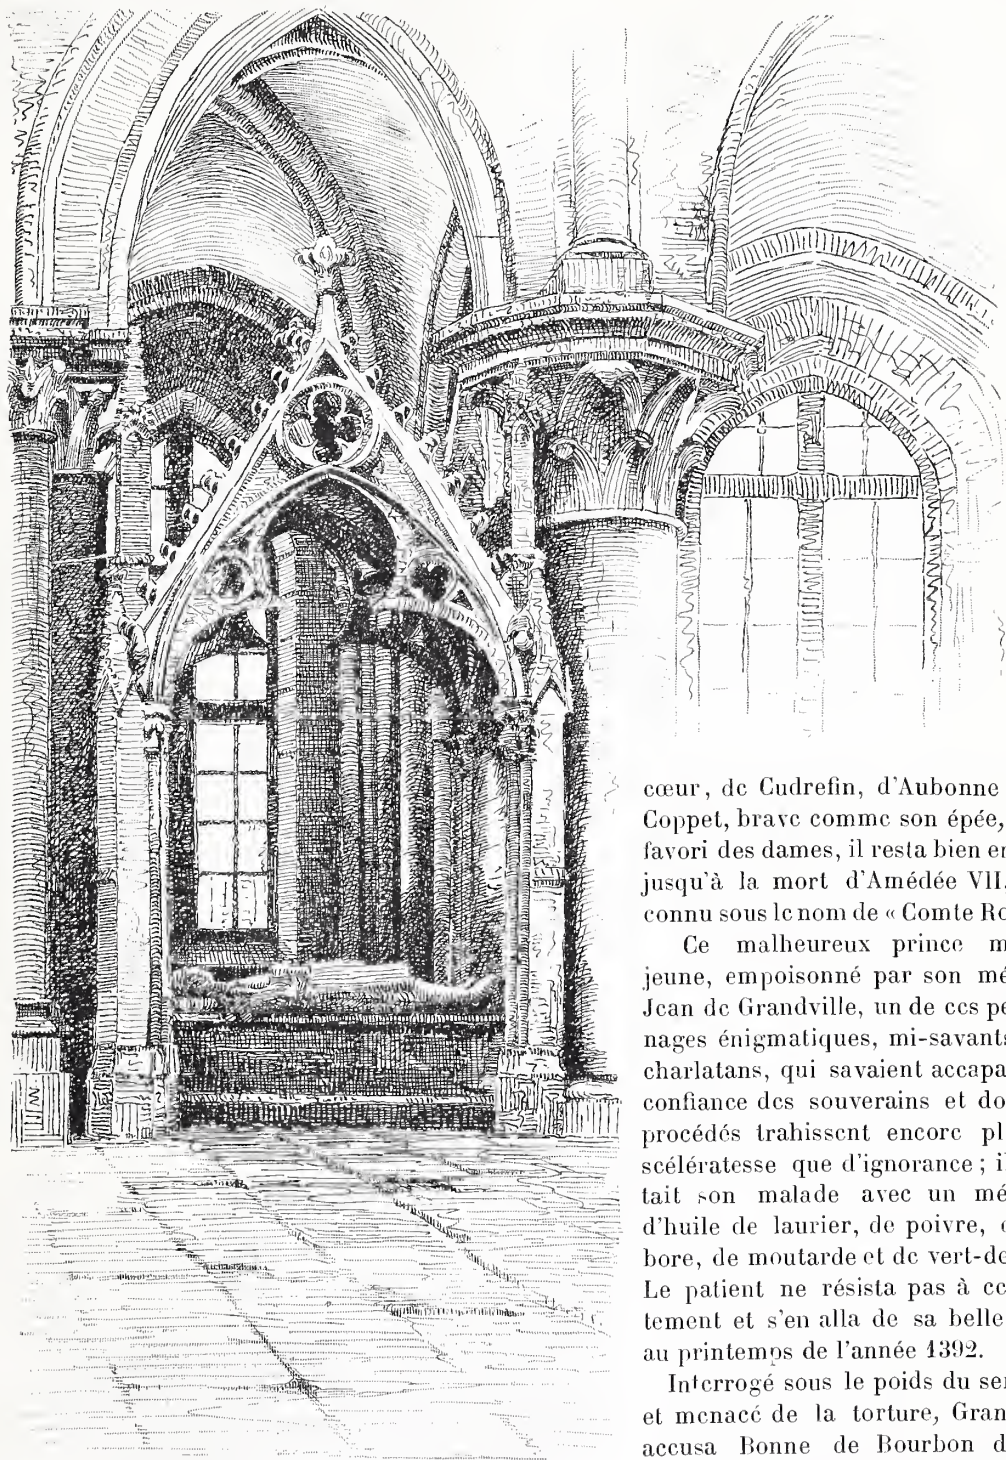 cœur, de Cudrefin, d'Aubonne
Coppet, brave comme son épée,
favori des dames, il resta bien en
jusqu'à la mort d'Amédée VII,
connu sous le nom de « Comte Ro
Ce malheureux prince m
jeune, empoisonné par son mé
Jean de Grandville, un de ces pe
nages énigmatiques, mi-savants
charlatans, qui savaient accapa
confiance des souverains et do
procédés trahissent encore pl
scélératesse que d'ignorance ; i
tait son malade avec un mé
d'huile de laurier, de poivre, 
bore, de moutarde et de vert-de
Le patient ne résista pas à ce
tement et s'en alla de sa belle
au printemps de l'année 1392.
Interrogé sous le poids du ser
et menacé de la torture, Gran
accusa Bonne de Bourbon d